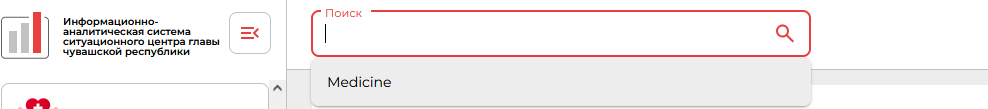 Информационно-
аналитическая система
ситуационного центра главы
чувашской республики
Поиск
Medicine